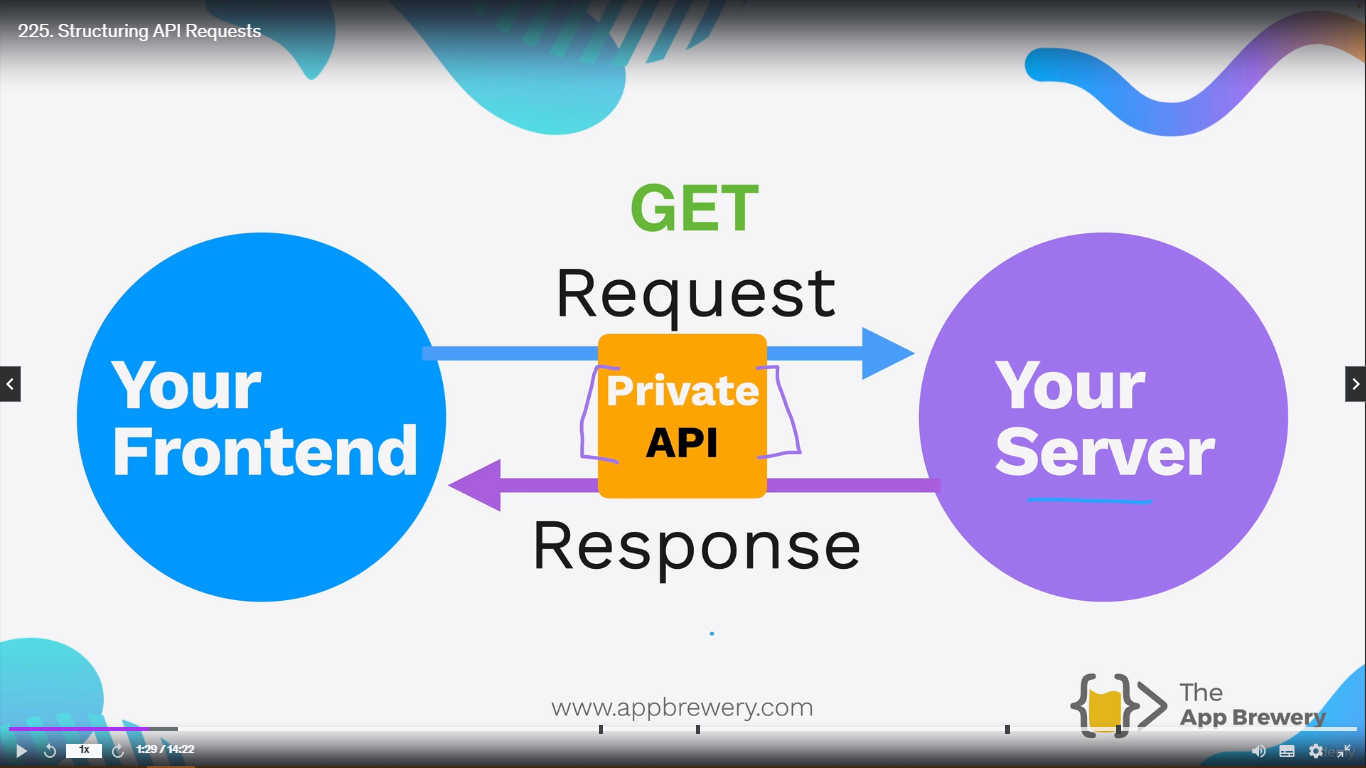 225. Structuring API Requests
GET
Request
Your
Frontend
Private
API
Your
Server
Response
www.appbrewery.com
The
App Brewery
1x
1:29 / 14:22